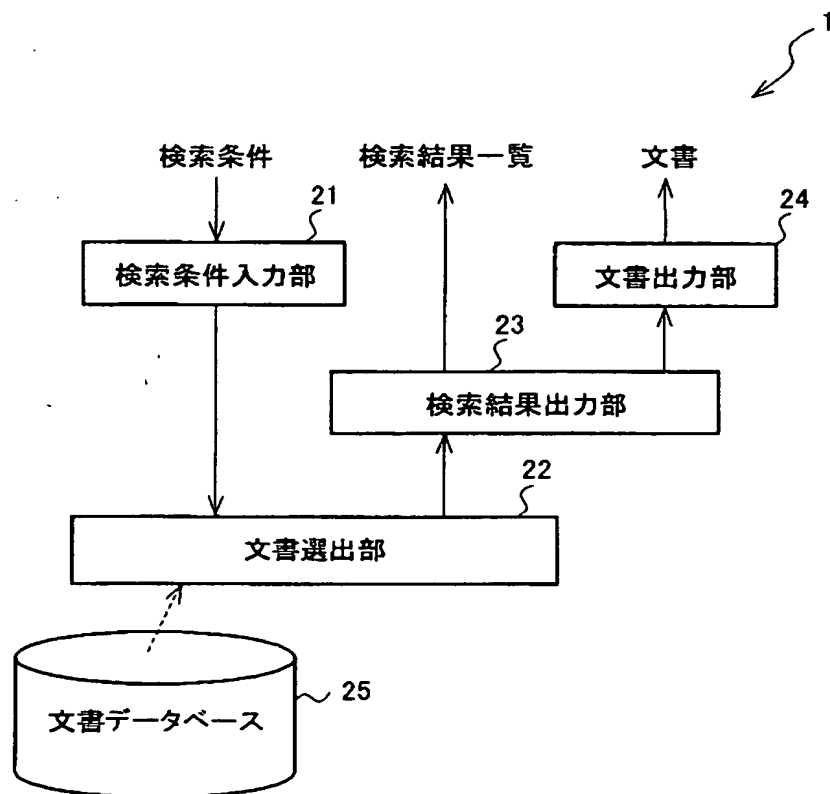 1
検索条件
検索結果一覧
文書
21
24
検索条件入力部
文書出力部
23
検索結果出力部
22
文書選出部
25
文書データベース